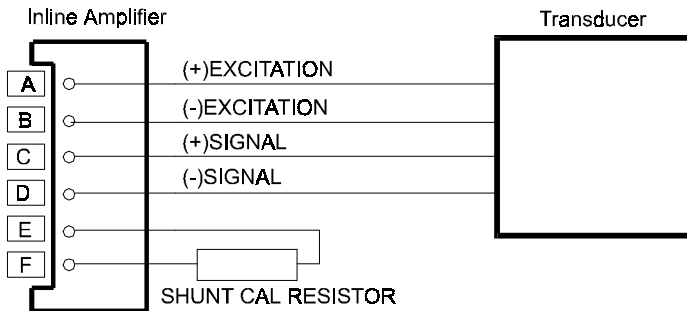 Inline Amplifier
Transducer
A
(+)EXCITATION
B
(-)EXCITATION
C
(+)SIGNAL
D
(-)SIGNAL
E
F
SHUNT CAL RESISTOR